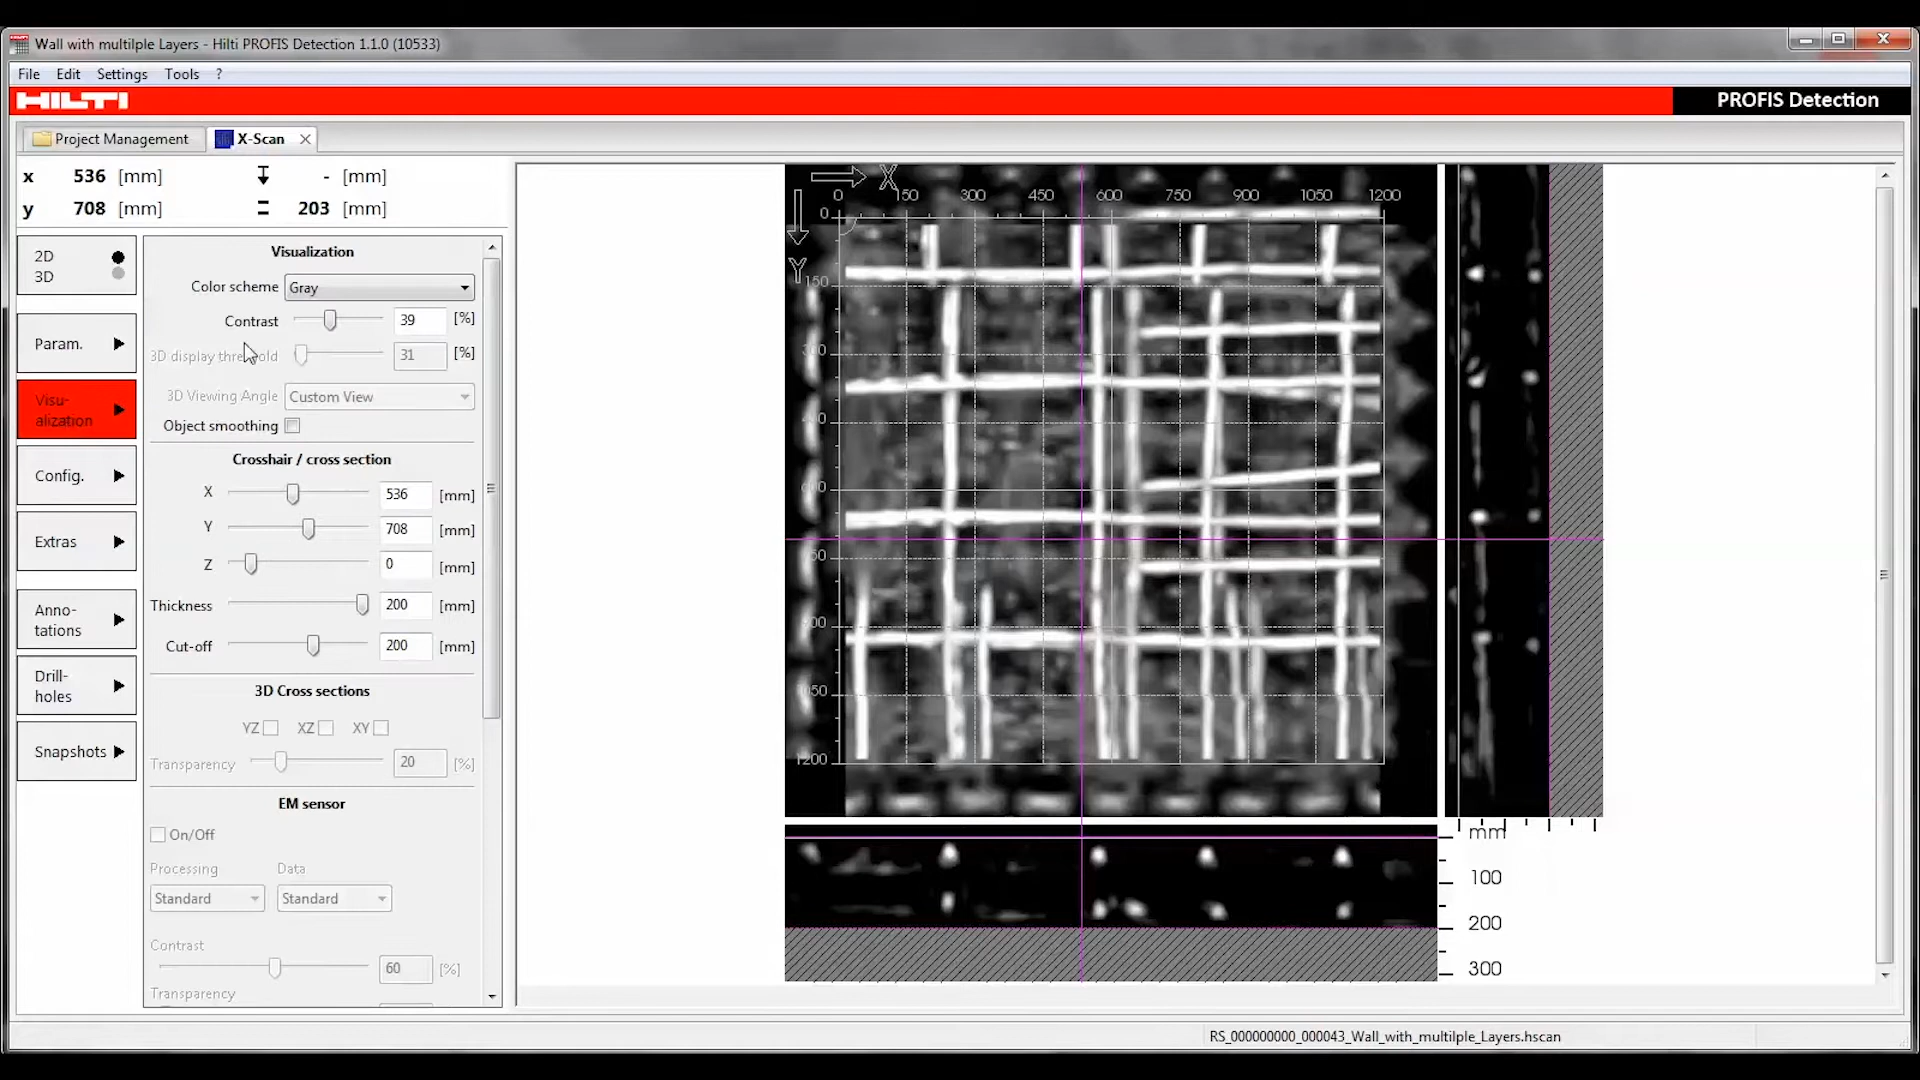 Wall with multilple Layers - Hilti PROFIS Detection 1.1.0 (10533)
File Edit Settings Tools ?
HILTI
PROFIS Detection
Project Management X-Scan
x 536 [mm] - [mm]
y 708 [mm] 203 [mm]
2D
3D
Param.
Visu-
alization
Config.
Extras
Anno-
tations
Drill-
holes
Snapshots
Visualization
Color scheme Gray
Contrast 39 [%]
3D display threshold 31 [%]
3D Viewing Angle Custom View
Object smoothing
Crosshair / cross section
X 536 [mm]
Y 708 [mm]
Z 0 [mm]
Thickness 200 [mm]
Cut-off 200 [mm]
3D Cross sections
YZ XZ XY
Transparency 20 [%]
EM sensor
On/Off
Processing Data
Standard Standard
Contrast
60 [%]
Transparency
X
0 150 300 450 600 750 900 1050 1200
0
Y
150
300
600
900
1050
1200
mm
100
200
300
RS_000000000_000043_Wall_with_multilple_Layers.hscan